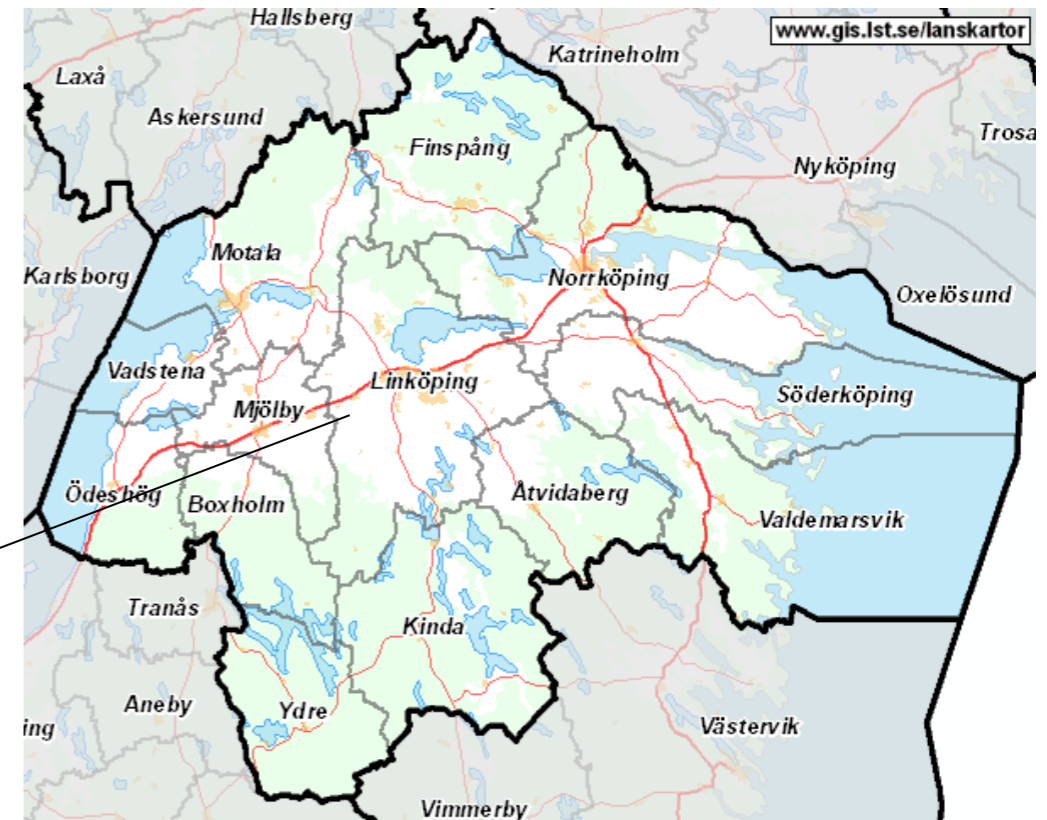 Hallsberg
www.gis.lst.se/lanskartor
Katrineholm
Laxå
Askersund
Trosa
Finspång
Nyköping
Motala
Karlsborg
Norrköping
Oxelösund
Vadstena
Linköping
Söderköping
Mjölby
Ödeshög
Boxholm
Åtvidaberg
Valdemarsvik
Tranås
Kinda
Aneby
Ydre
ing
Västervik
Vimmerby